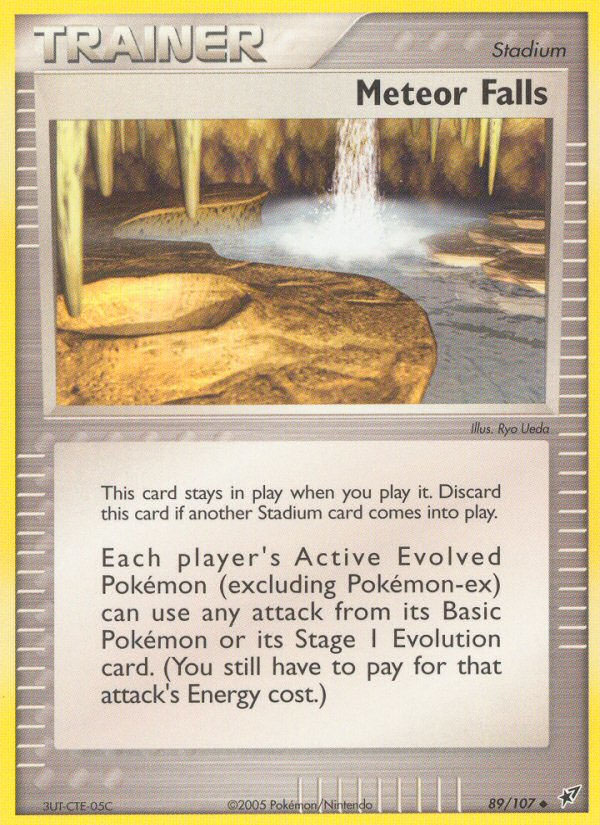 TRAINER
Stadium
Meteor Falls
Illus. Ryo Ueda
This card stays in play when you play it. Discard
this card if another Stadium card comes into play.
Each player's Active Evolved
Pokémon (excluding Pokémon-ex)
can use any attack from its Basic
Pokémon or its Stage 1 Evolution
card. (You still have to pay for that
attack's Energy cost.)
3UT-CTE-05C
©2005 Pokémon/Nintendo
89/107